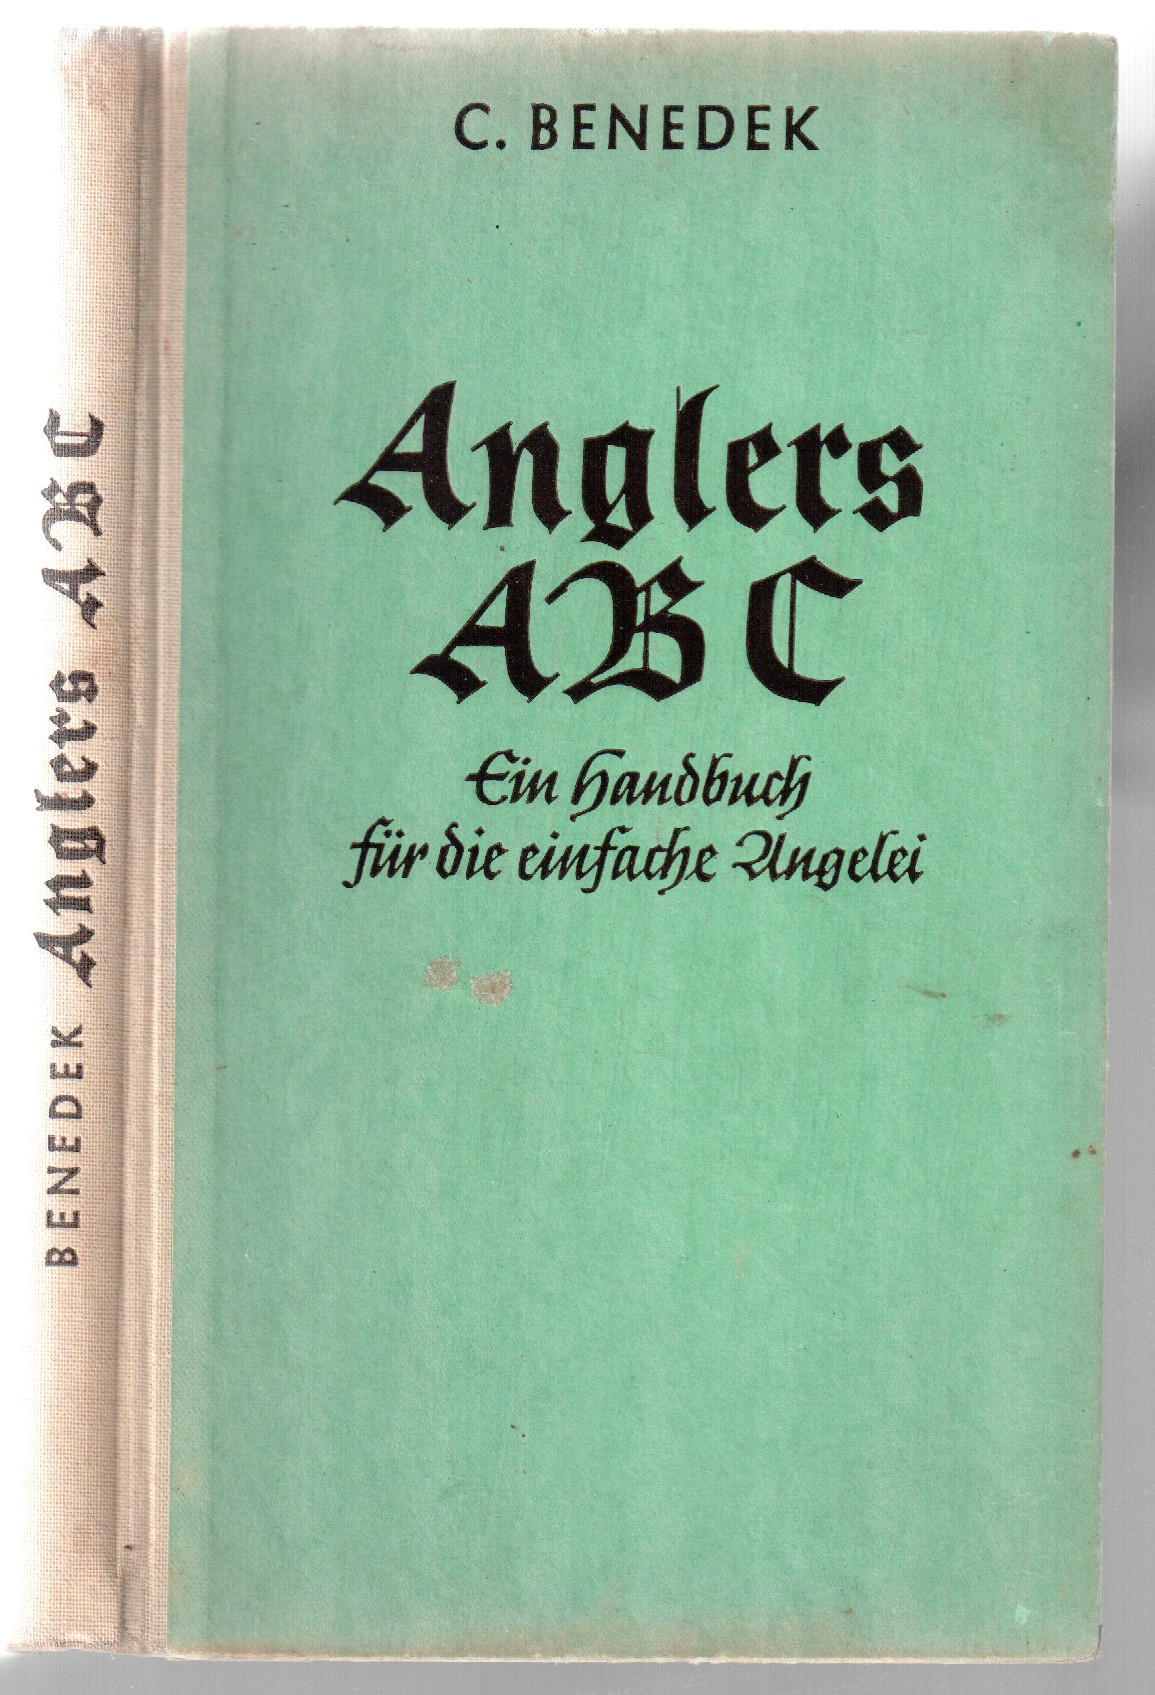 C. BENEDEK
Anglers
ABC
Ein Handbuch
für die einfache Angelei
BENEDEK Anglers ABC